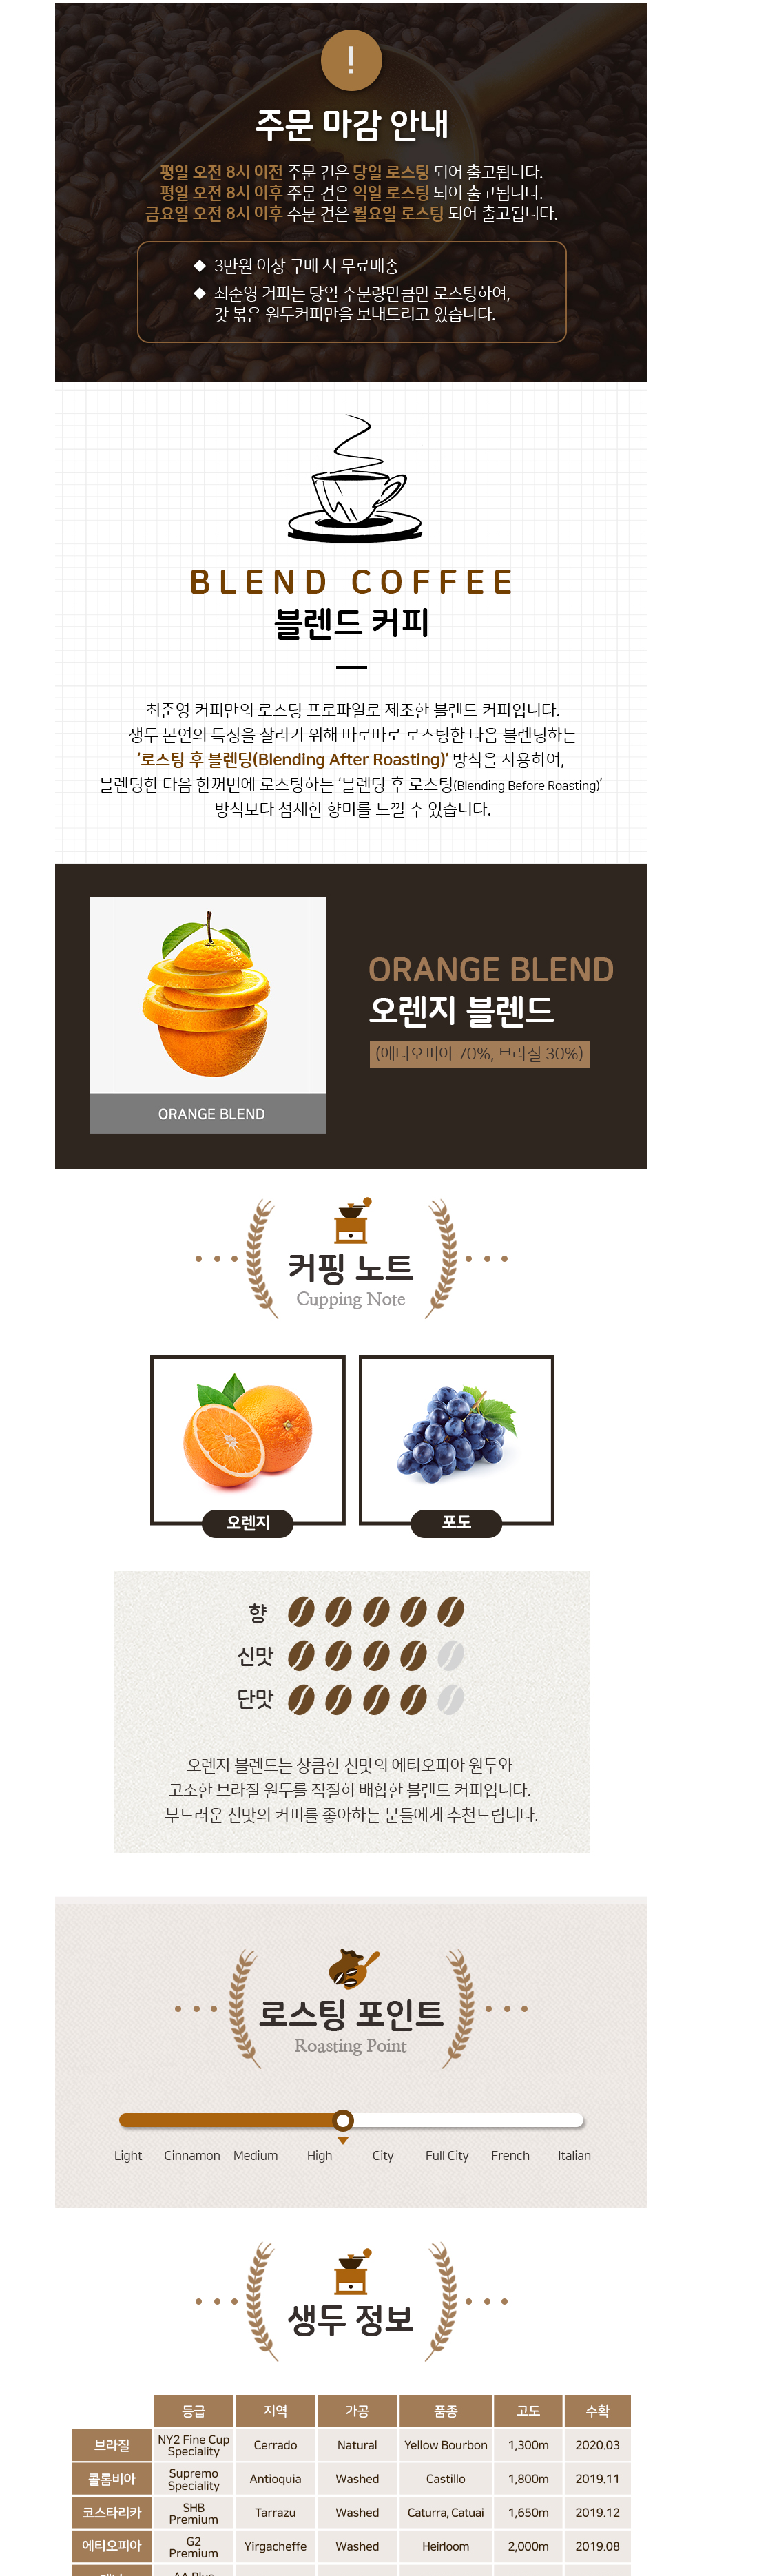 !
주문 마감 안내
평일 오전 8시 이전 주문 건은 당일 로스팅 되어 출고됩니다.
평일 오전 8시 이후 주문 건은 익일 로스팅 되어 출고됩니다.
금요일 오전 8시 이후 주문 건은 월요일 로스팅 되어 출고됩니다.
◆ 3만원 이상 구매 시 무료배송
◆ 최준영 커피는 당일 주문량만큼만 로스팅하여,
갓 볶은 원두커피만을 보내드리고 있습니다.
BLEND COFFEE
블렌드 커피
최준영 커피만의 로스팅 프로파일로 제조한 블렌드 커피입니다.
생두 본연의 특징을 살리기 위해 따로따로 로스팅한 다음 블렌딩하는
‘로스팅 후 블렌딩(Blending After Roasting)’ 방식을 사용하여,
블렌딩한 다음 한꺼번에 로스팅하는 ‘블렌딩 후 로스팅(Blending Before Roasting)’
방식보다 섬세한 향미를 느낄 수 있습니다.
ORANGE BLEND
ORANGE BLEND
오렌지 블렌드
(에티오피아 70%, 브라질 30%)
커핑 노트
Cupping Note
오렌지
포도
향
신맛
단맛
오렌지 블렌드는 상큼한 신맛의 에티오피아 원두와
고소한 브라질 원두를 적절히 배합한 블렌드 커피입니다.
부드러운 신맛의 커피를 좋아하는 분들에게 추천드립니다.
로스팅 포인트
Roasting Point
Light Cinnamon Medium High City Full City French Italian
생두 정보
등급 지역 가공 품종 고도 수확
브라질 NY2 Fine Cup Speciality Cerrado Natural Yellow Bourbon 1,300m 2020.03
콜롬비아 Supremo Speciality Antioquia Washed Castillo 1,800m 2019.11
코스타리카 SHB Premium Tarrazu Washed Caturra, Catuai 1,650m 2019.12
에티오피아 G2 Premium Yirgacheffe Washed Heirloom 2,000m 2019.08